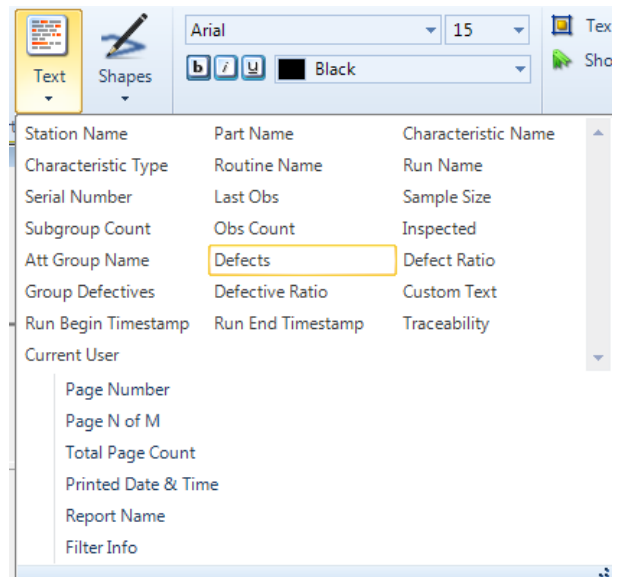 Arial 15 Tex
b i u Black Sho
Text Shapes
Station Name Part Name Characteristic Name
Characteristic Type Routine Name Run Name
Serial Number Last Obs Sample Size
Subgroup Count Obs Count Inspected
Att Group Name Defects Defect Ratio
Group Defectives Defective Ratio Custom Text
Run Begin Timestamp Run End Timestamp Traceability
Current User
Page Number
Page N of M
Total Page Count
Printed Date & Time
Report Name
Filter Info